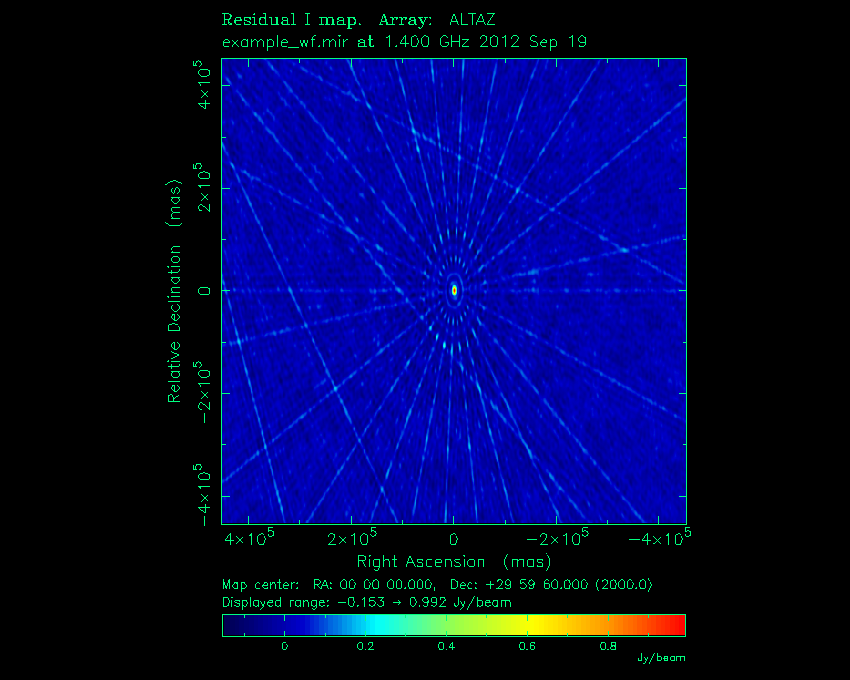 Residual I map.  Array:  ALTAZ
example_wf.mir at 1.400 GHz 2012 Sep 19
Relative Declination  (mas)
4×10⁵
2×10⁵
0
−2×10⁵
−4×10⁵
4×10⁵ 2×10⁵ 0 −2×10⁵ −4×10⁵
Right Ascension  (mas)
Map center:  RA: 00 00 00.000,  Dec: +29 59 60.000 (2000.0)
Displayed range: −0.153 → 0.992 Jy/beam
0 0.2 0.4 0.6 0.8
Jy/beam